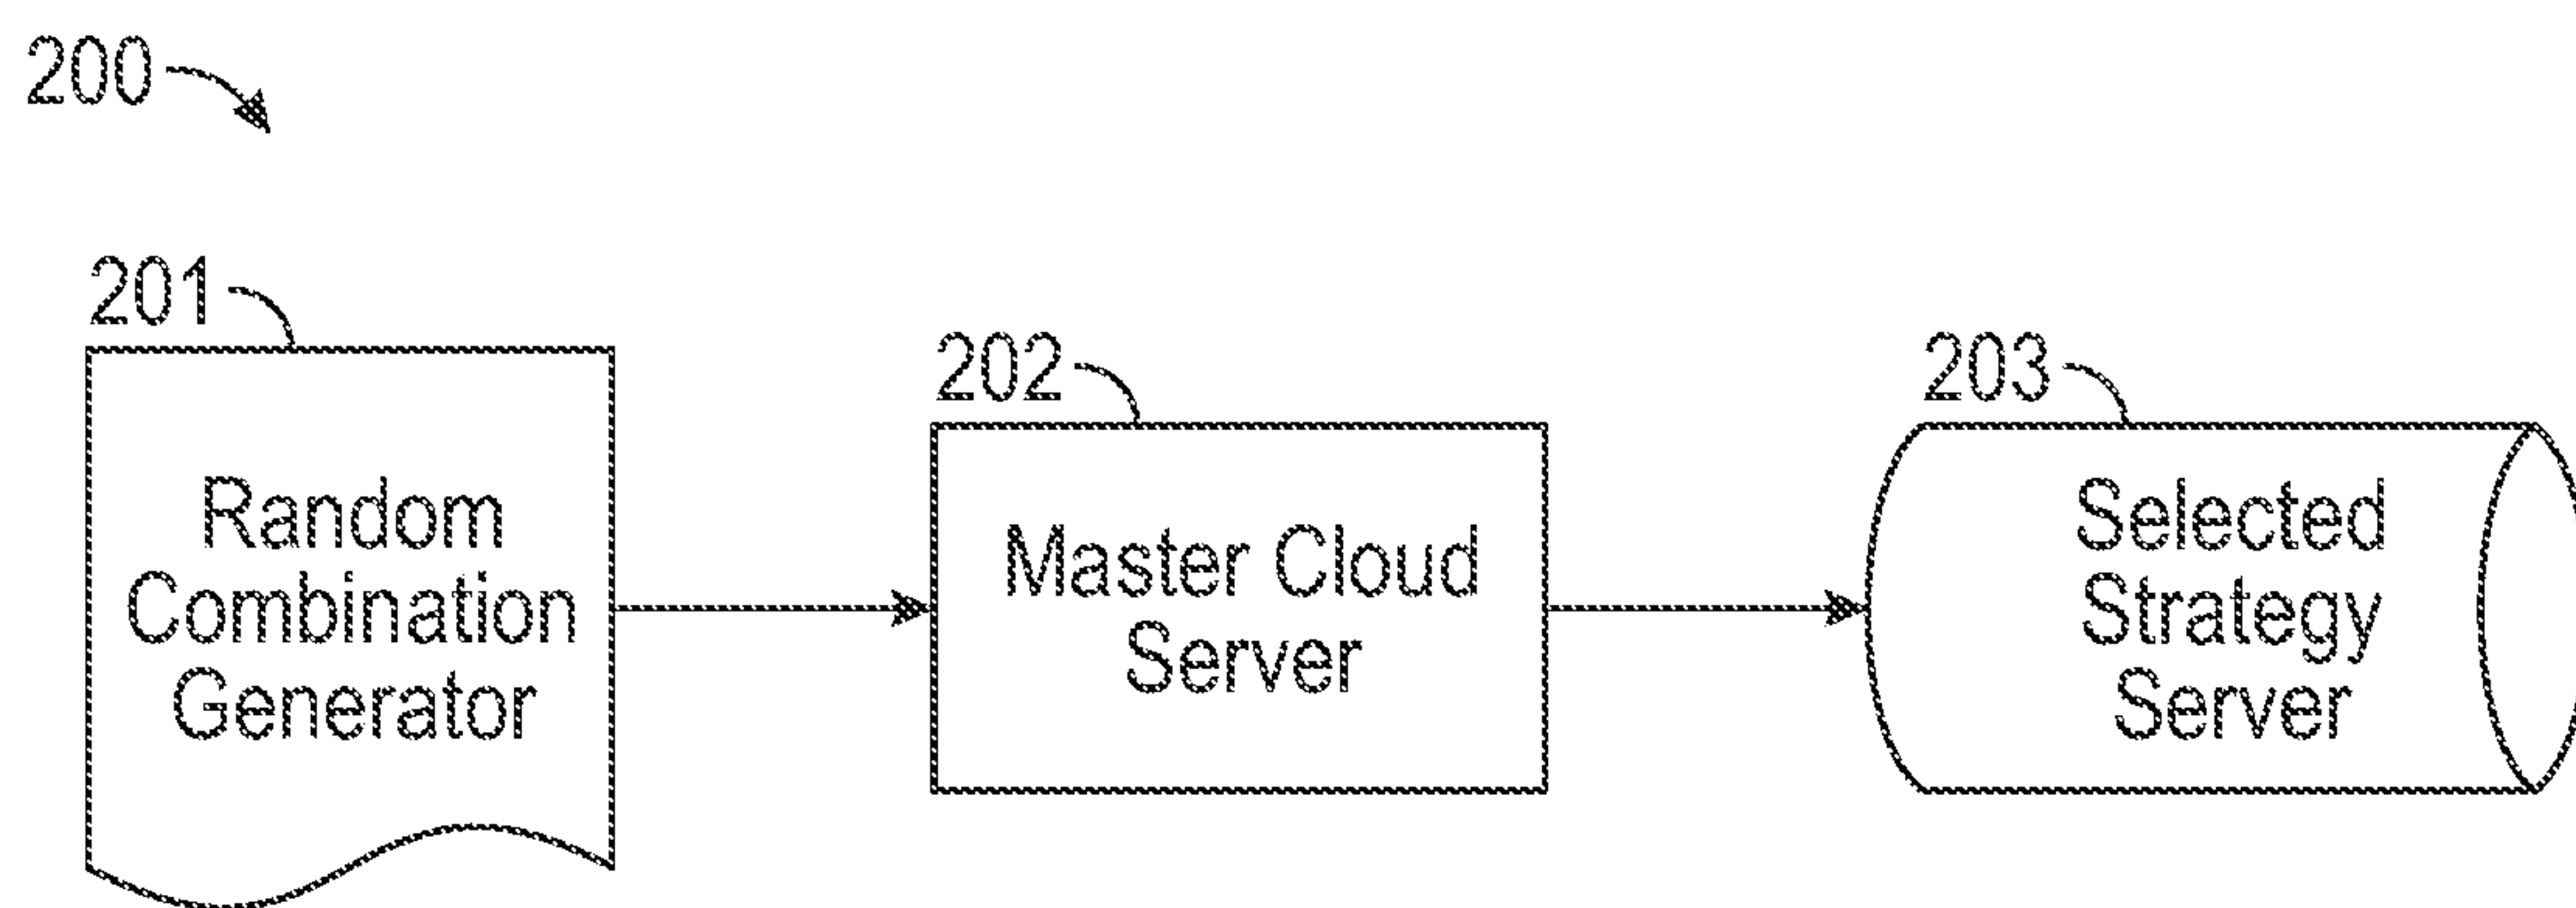 200
201
Random
Combination
Generator
202
Master Cloud
Server
203
Selected
Strategy
Server